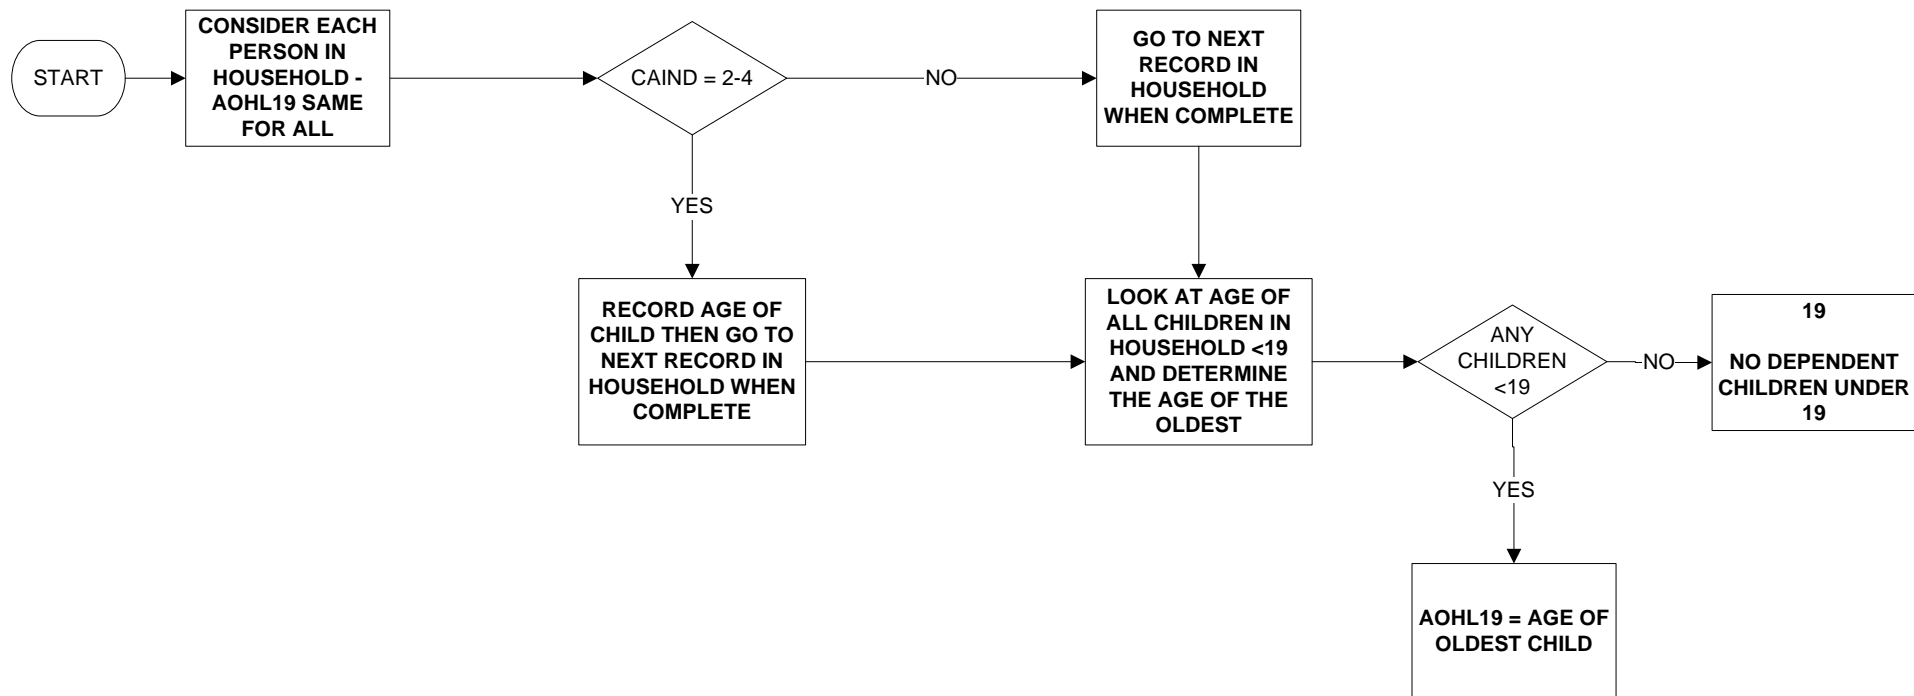 START
CONSIDER EACH
PERSON IN
HOUSEHOLD -
AOHL19 SAME
FOR ALL
CAIND = 2-4
NO
GO TO NEXT
RECORD IN
HOUSEHOLD
WHEN COMPLETE
YES
RECORD AGE OF
CHILD THEN GO TO
NEXT RECORD IN
HOUSEHOLD WHEN
COMPLETE
LOOK AT AGE OF
ALL CHILDREN IN
HOUSEHOLD <19
AND DETERMINE
THE AGE OF THE
OLDEST
ANY
CHILDREN
<19
NO
19
NO DEPENDENT
CHILDREN UNDER
19
YES
AOHL19 = AGE OF
OLDEST CHILD